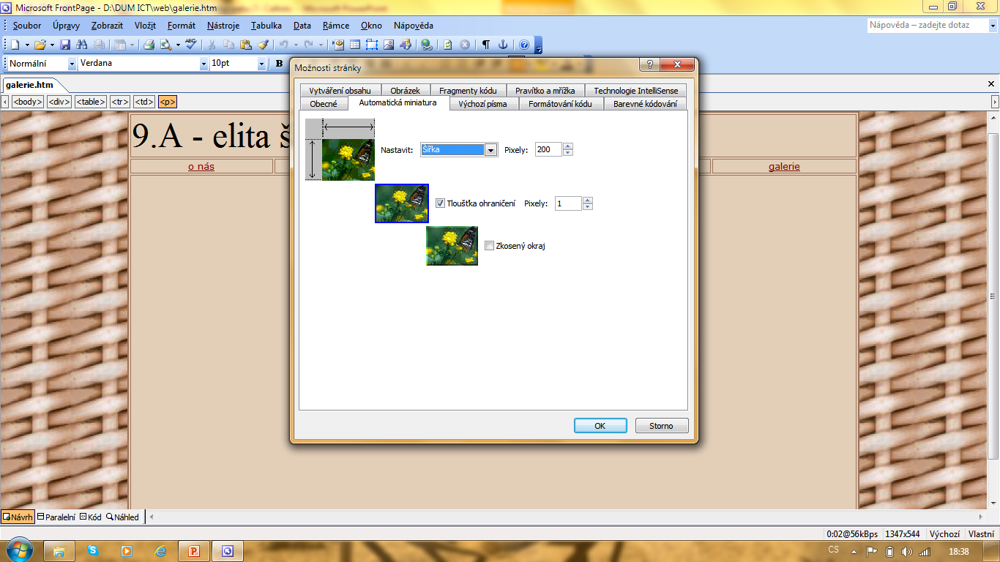 Microsoft FrontPage - D:\DUM ICT\web\galerie.htm
Soubor Úpravy Zobrazit Vložit Formát Nástroje Tabulka Data Rámce Okno Nápověda
Nápověda – zadejte dotaz
Normální Verdana 10pt B
galerie.htm
<body> <div> <table> <tr> <td> <p>
9.A - elita š
o nás
galerie
Možnosti stránky
Vytváření obsahu Obrázek Fragmenty kódu Pravítko a mřížka Technologie IntelliSense
Obecné Automatická miniatura Výchozí písma Formátování kódu Barevné kódování
Nastavit: Šířka Pixely: 200
Tloušťka ohraničení Pixely: 1
Zkosený okraj
OK Storno
Návrh Paralelní Kód Náhled
0:02@56kBps 1347x544 Výchozí Vlastní
CS 18:38